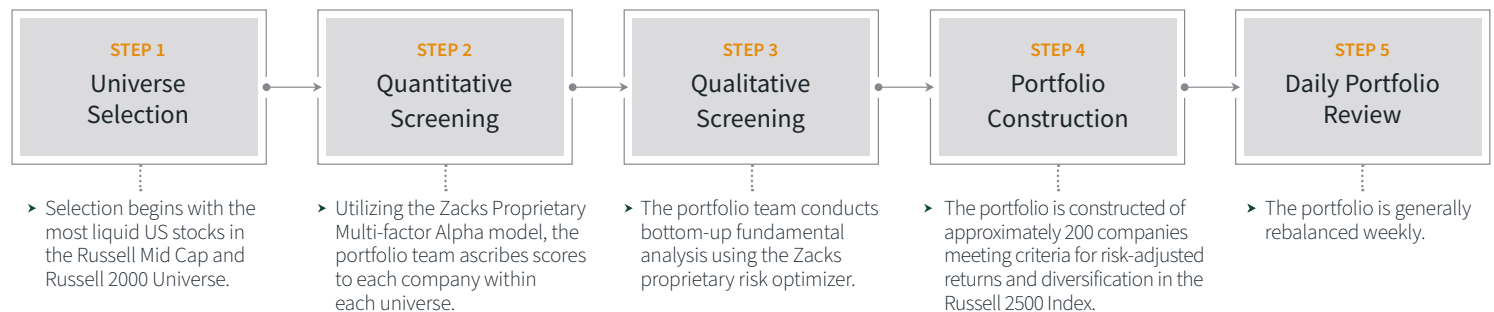 STEP 1
Universe
Selection
➤ Selection begins with the
most liquid US stocks in
the Russell Mid Cap and
Russell 2000 Universe.
STEP 2
Quantitative
Screening
➤ Utilizing the Zacks Proprietary
Multi-factor Alpha model, the
portfolio team ascribes scores
to each company within
each universe.
STEP 3
Qualitative
Screening
➤ The portfolio team conducts
bottom-up fundamental
analysis using the Zacks
proprietary risk optimizer.
STEP 4
Portfolio
Construction
➤ The portfolio is constructed of
approximately 200 companies
meeting criteria for risk-adjusted
returns and diversification in the
Russell 2500 Index.
STEP 5
Daily Portfolio
Review
➤ The portfolio is generally
rebalanced weekly.